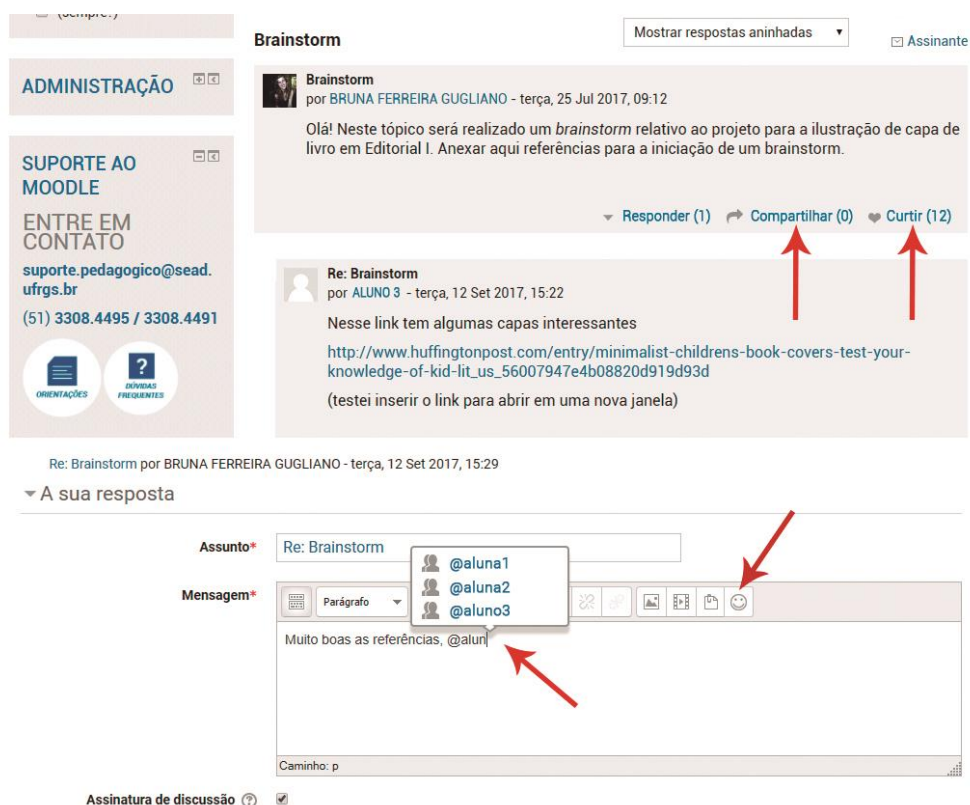 (sempre?)
ADMINISTRAÇÃO
SUPORTE AO
MOODLE
ENTRE EM
CONTATO
suporte.pedagogico@sead.
ufrgs.br
(51) 3308.4495 / 3308.4491
ORIENTAÇÕES
?
DÚVIDAS
FREQUENTES
Brainstorm
Mostrar respostas aninhadas
Assinante
Brainstorm
por BRUNA FERREIRA GUGLIANO - terça, 25 Jul 2017, 09:12
Olá! Neste tópico será realizado um brainstorm relativo ao projeto para a ilustração de capa de
livro em Editorial I. Anexar aqui referências para a iniciação de um brainstorm.
Responder (1) Compartilhar (0) Curtir (12)
Re: Brainstorm
por ALUNO 3 - terça, 12 Set 2017, 15:22
Nesse link tem algumas capas interessantes
http://www.huffingtonpost.com/entry/minimalist-childrens-book-covers-test-your-
knowledge-of-kid-lit_us_56007947e4b08820d919d93d
(testei inserir o link para abrir em uma nova janela)
Re: Brainstorm por BRUNA FERREIRA GUGLIANO - terça, 12 Set 2017, 15:29
A sua resposta
Assunto* Re: Brainstorm
@aluna1
@aluna2
@aluno3
Mensagem*
Parágrafo
Muito boas as referências, @alun
Caminho: p
Assinatura de discussão